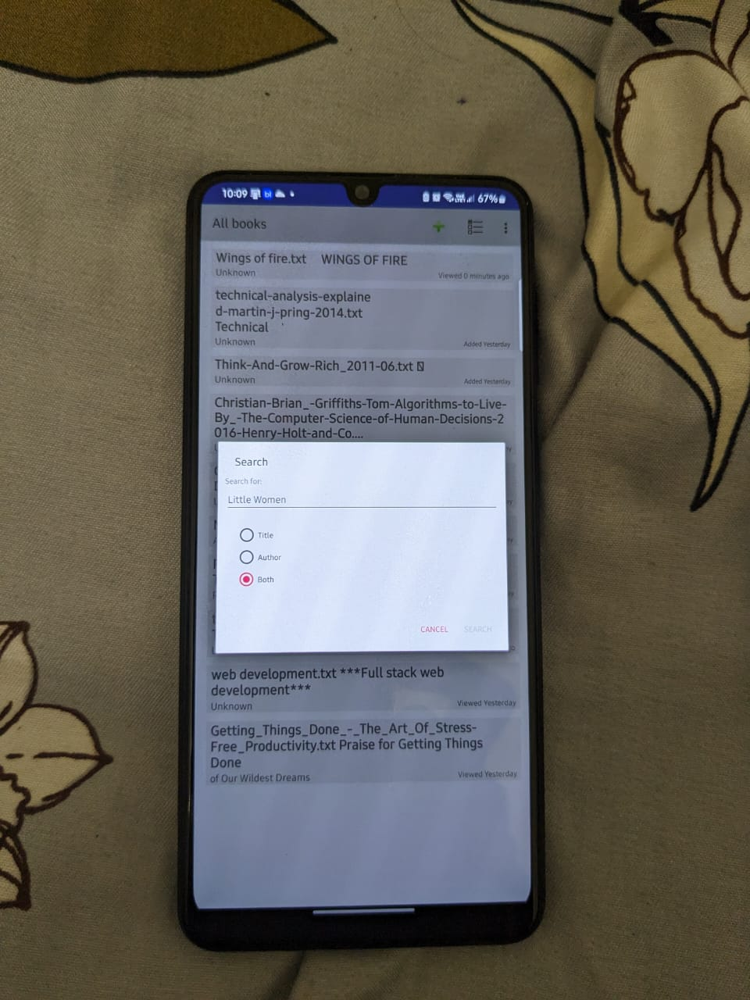 10:09 bl 67%
All books
Wings of fire.txt WINGS OF FIRE
Unknown
Viewed 0 minutes ago
technical-analysis-explaine
d-martin-j-pring-2014.txt
Technical
Unknown
Added Yesterday
Think-And-Grow-Rich_2011-06.txt
Unknown
Added Yesterday
Christian-Brian_-Griffiths-Tom-Algorithms-to-Live-
By_-The-Computer-Science-of-Human-Decisions-2
016-Henry-Holt-and-Co....
Search
Search for:
Little Women
Title
Author
Both
CANCEL SEARCH
web development.txt ***Full stack web
development***
Unknown
Viewed Yesterday
Getting_Things_Done_-_The_Art_Of_Stress-
Free_Productivity.txt Praise for Getting Things
Done
of Our Wildest Dreams
Viewed Yesterday